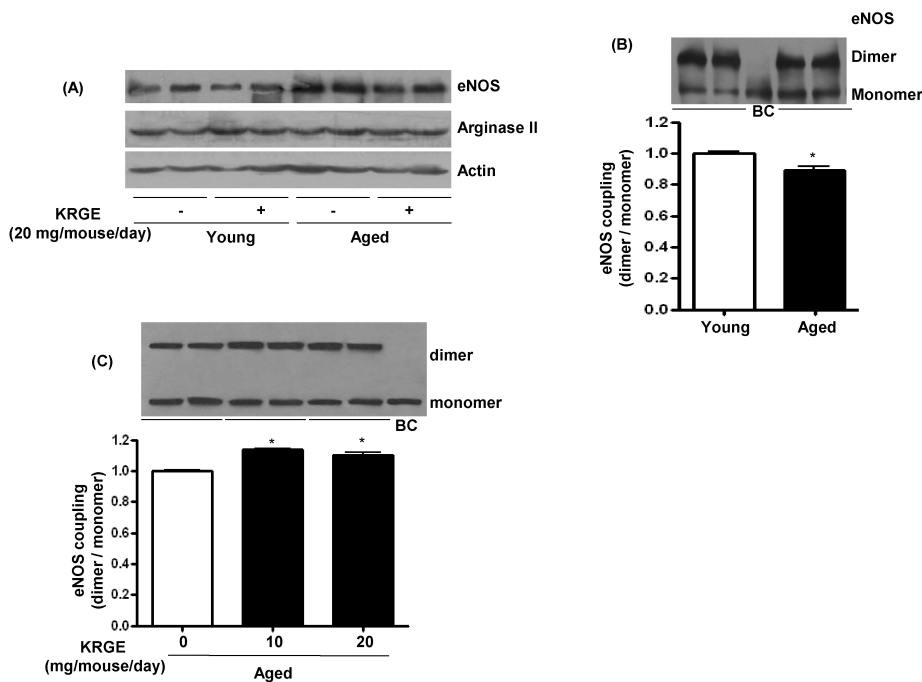 (A)
eNOS
Arginase II
Actin
- + - +
KRGE
(20 mg/mouse/day)
Young Aged
(B)
eNOS
Dimer
Monomer
BC
1.2
1.0
0.8
0.6
0.4
0.2
0.0
*
eNOS coupling
(dimer / monomer)
Young Aged
(C)
dimer
monomer
BC
1.2
1.0
0.8
0.6
0.4
0.2
0.0
* *
eNOS coupling
(dimer / monomer)
0 10 20
KRGE
(mg/mouse/day)
Aged